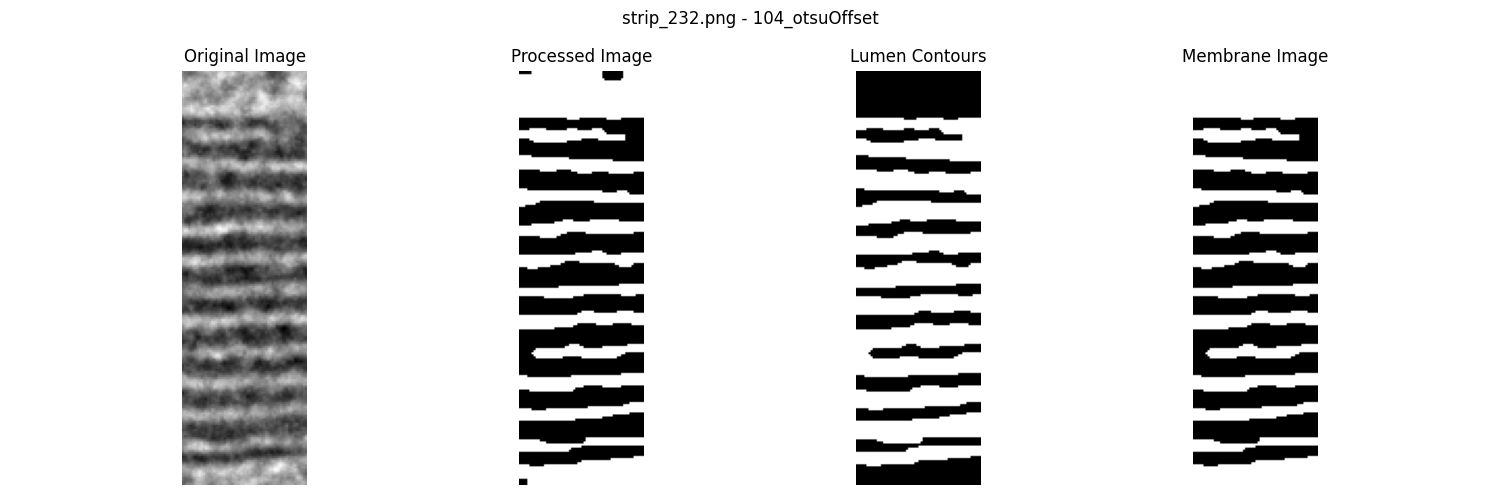 strip_232.png - 104_otsuOffset
Original Image
Processed Image
Lumen Contours
Membrane Image